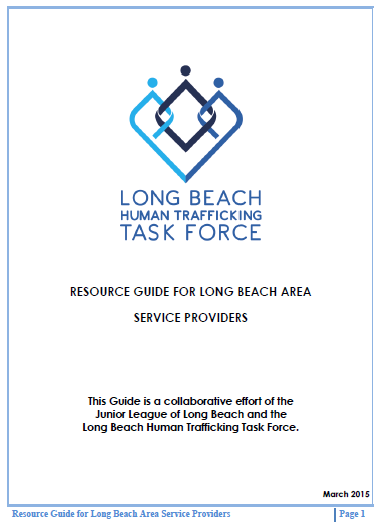 LONG BEACH
HUMAN TRAFFICKING
TASK FORCE
RESOURCE GUIDE FOR LONG BEACH AREA
SERVICE PROVIDERS
This Guide is a collaborative effort of the
Junior League of Long Beach and the
Long Beach Human Trafficking Task Force.
March 2015
Resource Guide for Long Beach Area Service Providers Page 1